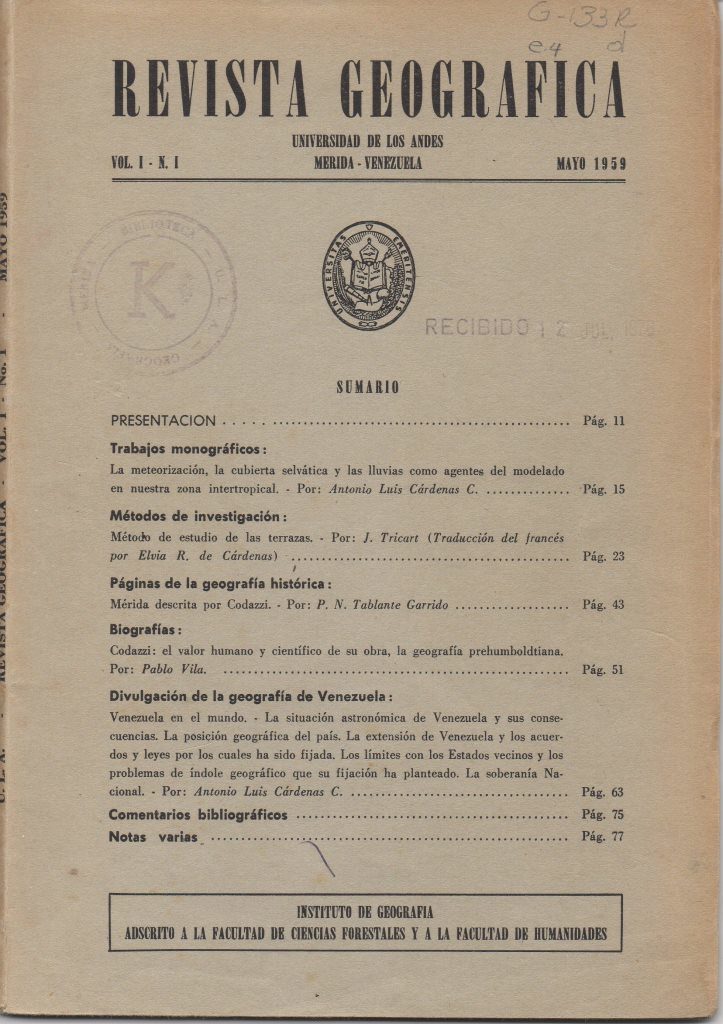 G-133R
e.4 d
REVISTA GEOGRAFICA
UNIVERSIDAD DE LOS ANDES
VOL. I - N. I MERIDA - VENEZUELA MAYO 1959
BIBLIOTECA - U. L. A. -
GEOGRAFIA
K
UNIVERSITAS EMERITENSIS
RECIBIDO 12 JUL.
SUMARIO
PRESENTACION ..... Pág. 11
Trabajos monográficos:
La meteorización, la cubierta selvática y las lluvias como agentes del modelado
en nuestra zona intertropical. - Por: Antonio Luis Cárdenas C. ..... Pág. 15
Métodos de investigación:
Método de estudio de las terrazas. - Por: J. Tricart (Traducción del francés
por Elvia R. de Cárdenas) ..... Pág. 23
Páginas de la geografía histórica:
Mérida descrita por Codazzi. - Por: P. N. Tablante Garrido ..... Pág. 43
Biografías:
Codazzi: el valor humano y científico de su obra, la geografía prehumboldtiana.
Por: Pablo Vila. ..... Pág. 51
Divulgación de la geografía de Venezuela:
Venezuela en el mundo. - La situación astronómica de Venezuela y sus conse-
cuencias. La posición geográfica del país. La extensión de Venezuela y los acuer-
dos y leyes por los cuales ha sido fijada. Los límites con los Estados vecinos y los
problemas de índole geográfico que su fijación ha planteado. La soberanía Na-
cional. - Por: Antonio Luis Cárdenas C. ..... Pág. 63
Comentarios bibliográficos ..... Pág. 75
Notas varias ..... Pág. 77
INSTITUTO DE GEOGRAFIA
ADSCRITO A LA FACULTAD DE CIENCIAS FORESTALES Y A LA FACULTAD DE HUMANIDADES
U. L. A. - REVISTA GEOGRAFICA - VOL. I - No. 1 - MAYO 1959